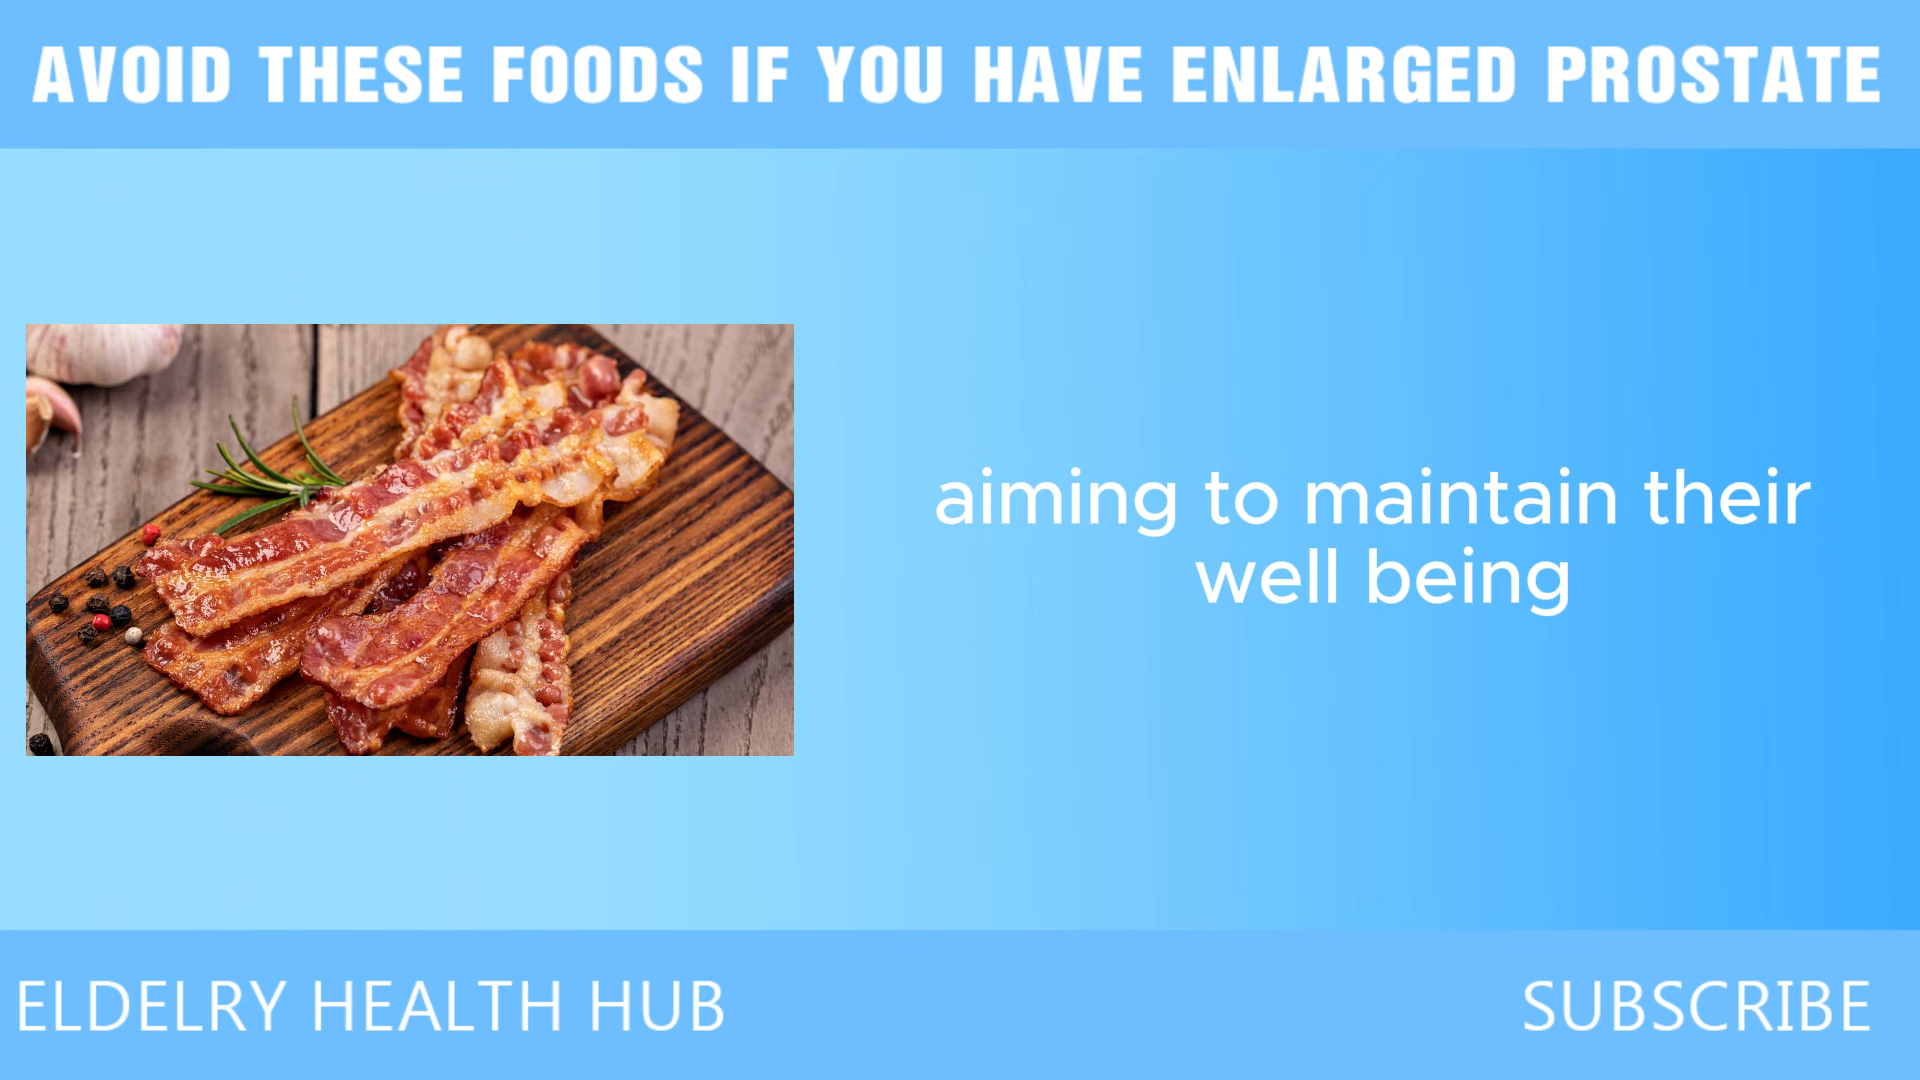 AVOID THESE FOODS IF YOU HAVE ENLARGED PROSTATE
aiming to maintain their
well being
ELDELRY HEALTH HUB
SUBSCRIBE